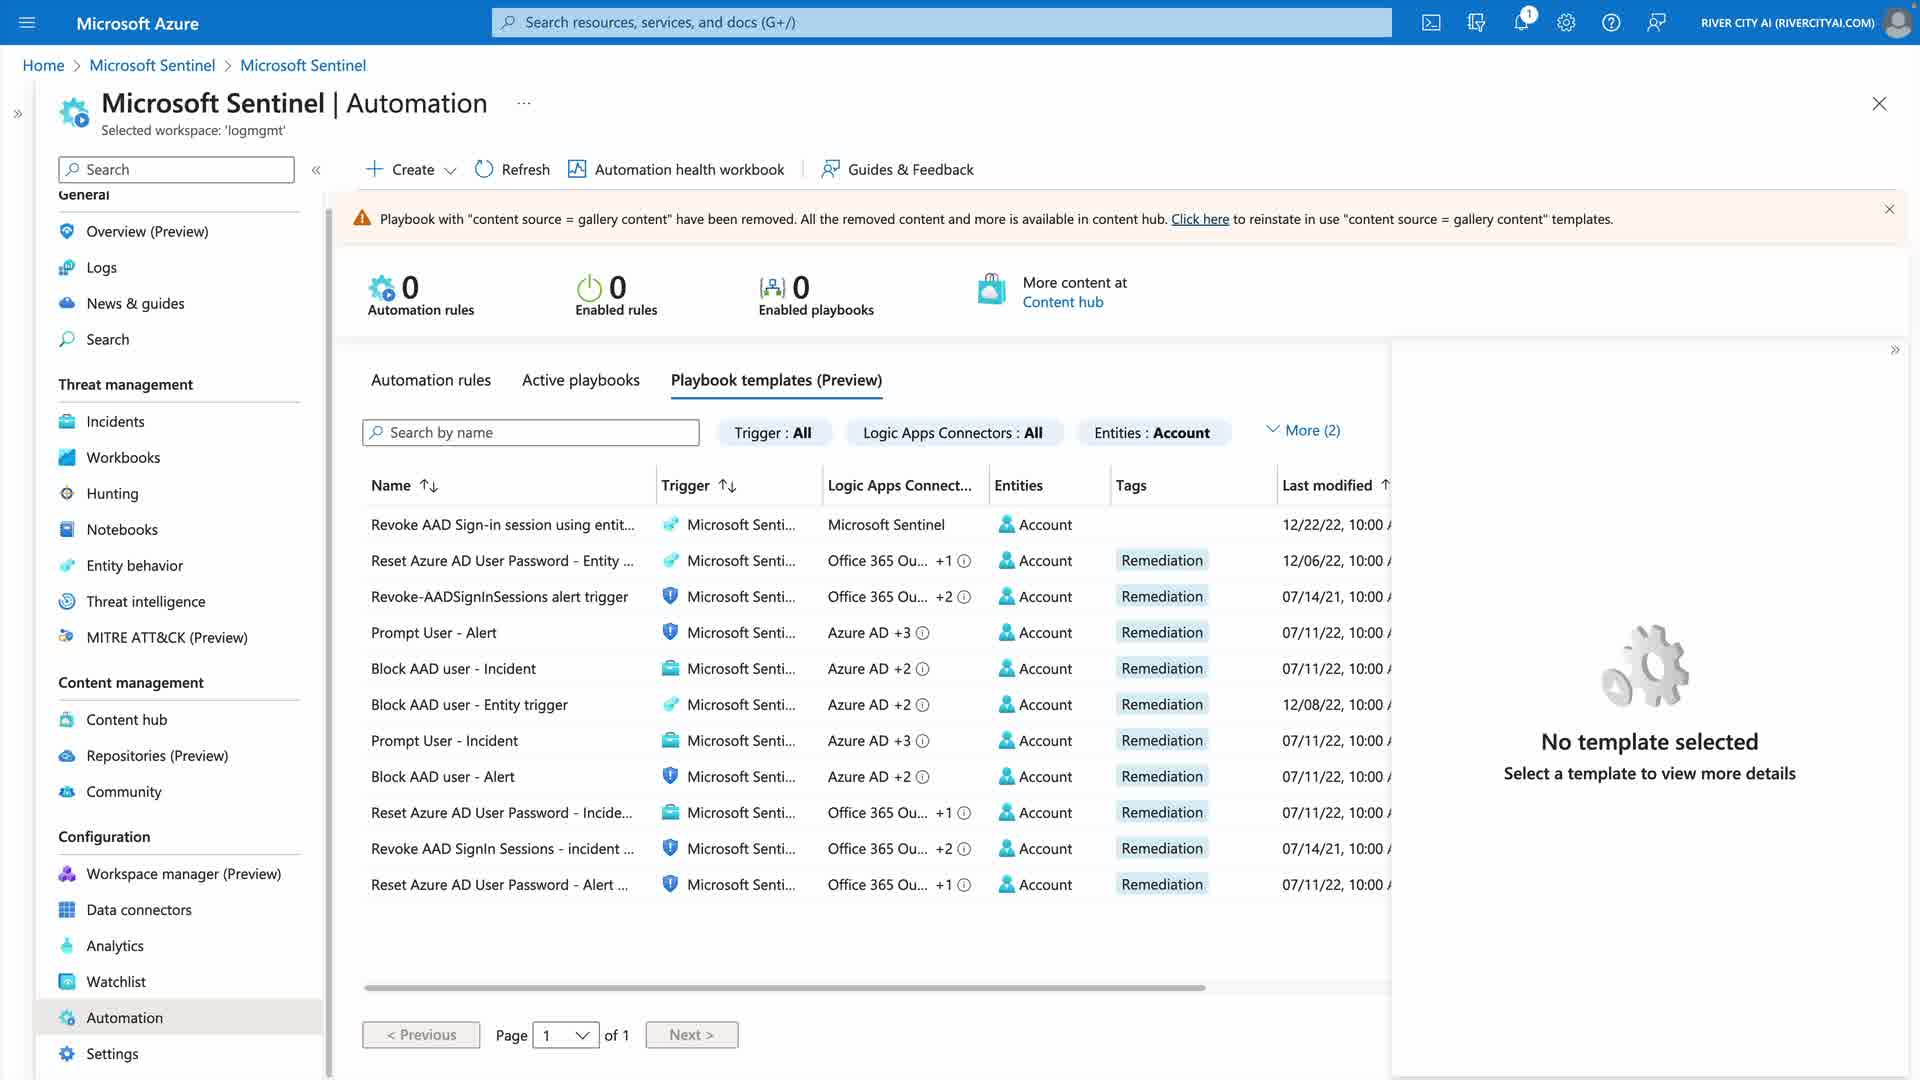 Microsoft Azure
Search resources, services, and docs (G+/)
1
RIVER CITY AI (RIVERCITYAI.COM)
Home > Microsoft Sentinel > Microsoft Sentinel
Microsoft Sentinel | Automation ...
Selected workspace: 'logmgmt'
Search
General
Overview (Preview)
Logs
News & guides
Search
Threat management
Incidents
Workbooks
Hunting
Notebooks
Entity behavior
Threat intelligence
MITRE ATT&CK (Preview)
Content management
Content hub
Repositories (Preview)
Community
Configuration
Workspace manager (Preview)
Data connectors
Analytics
Watchlist
Automation
Settings
Create Refresh Automation health workbook Guides & Feedback
Playbook with "content source = gallery content" have been removed. All the removed content and more is available in content hub. Click here to reinstate in use "content source = gallery content" templates.
0 0 0 More content at
Automation rules Enabled rules Enabled playbooks Content hub
Automation rules Active playbooks Playbook templates (Preview)
Search by name Trigger : All Logic Apps Connectors : All Entities : Account More (2)
Name Trigger Logic Apps Connect... Entities Tags Last modified
Revoke AAD Sign-in session using entit... Microsoft Senti... Microsoft Sentinel Account 12/22/22, 10:00
Reset Azure AD User Password - Entity ... Microsoft Senti... Office 365 Ou... +1 Account Remediation 12/06/22, 10:00
Revoke-AADSignInSessions alert trigger Microsoft Senti... Office 365 Ou... +2 Account Remediation 07/14/21, 10:00
Prompt User - Alert Microsoft Senti... Azure AD +3 Account Remediation 07/11/22, 10:00
Block AAD user - Incident Microsoft Senti... Azure AD +2 Account Remediation 07/11/22, 10:00
Block AAD user - Entity trigger Microsoft Senti... Azure AD +2 Account Remediation 12/08/22, 10:00
Prompt User - Incident Microsoft Senti... Azure AD +3 Account Remediation 07/11/22, 10:00
Block AAD user - Alert Microsoft Senti... Azure AD +2 Account Remediation 07/11/22, 10:00
Reset Azure AD User Password - Incide... Microsoft Senti... Office 365 Ou... +1 Account Remediation 07/11/22, 10:00
Revoke AAD SignIn Sessions - incident ... Microsoft Senti... Office 365 Ou... +2 Account Remediation 07/14/21, 10:00
Reset Azure AD User Password - Alert ... Microsoft Senti... Office 365 Ou... +1 Account Remediation 07/11/22, 10:00
< Previous Page 1 of 1 Next >
No template selected
Select a template to view more details